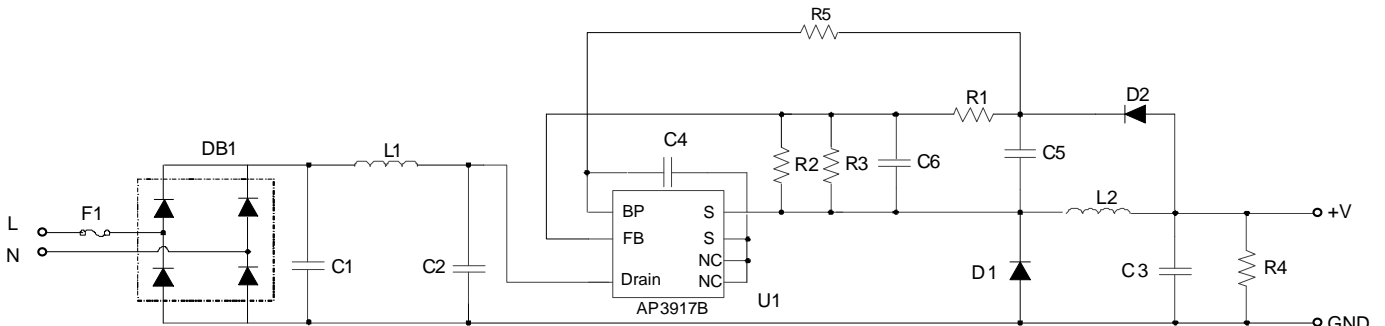 R5
R1
D2
DB1
L1
C4
R2
R3
C6
C5
L2
F1
L
N
BP
S
FB
S
NC
Drain
NC
AP3917B
U1
C1
C2
D1
C3
R4
+V
GND